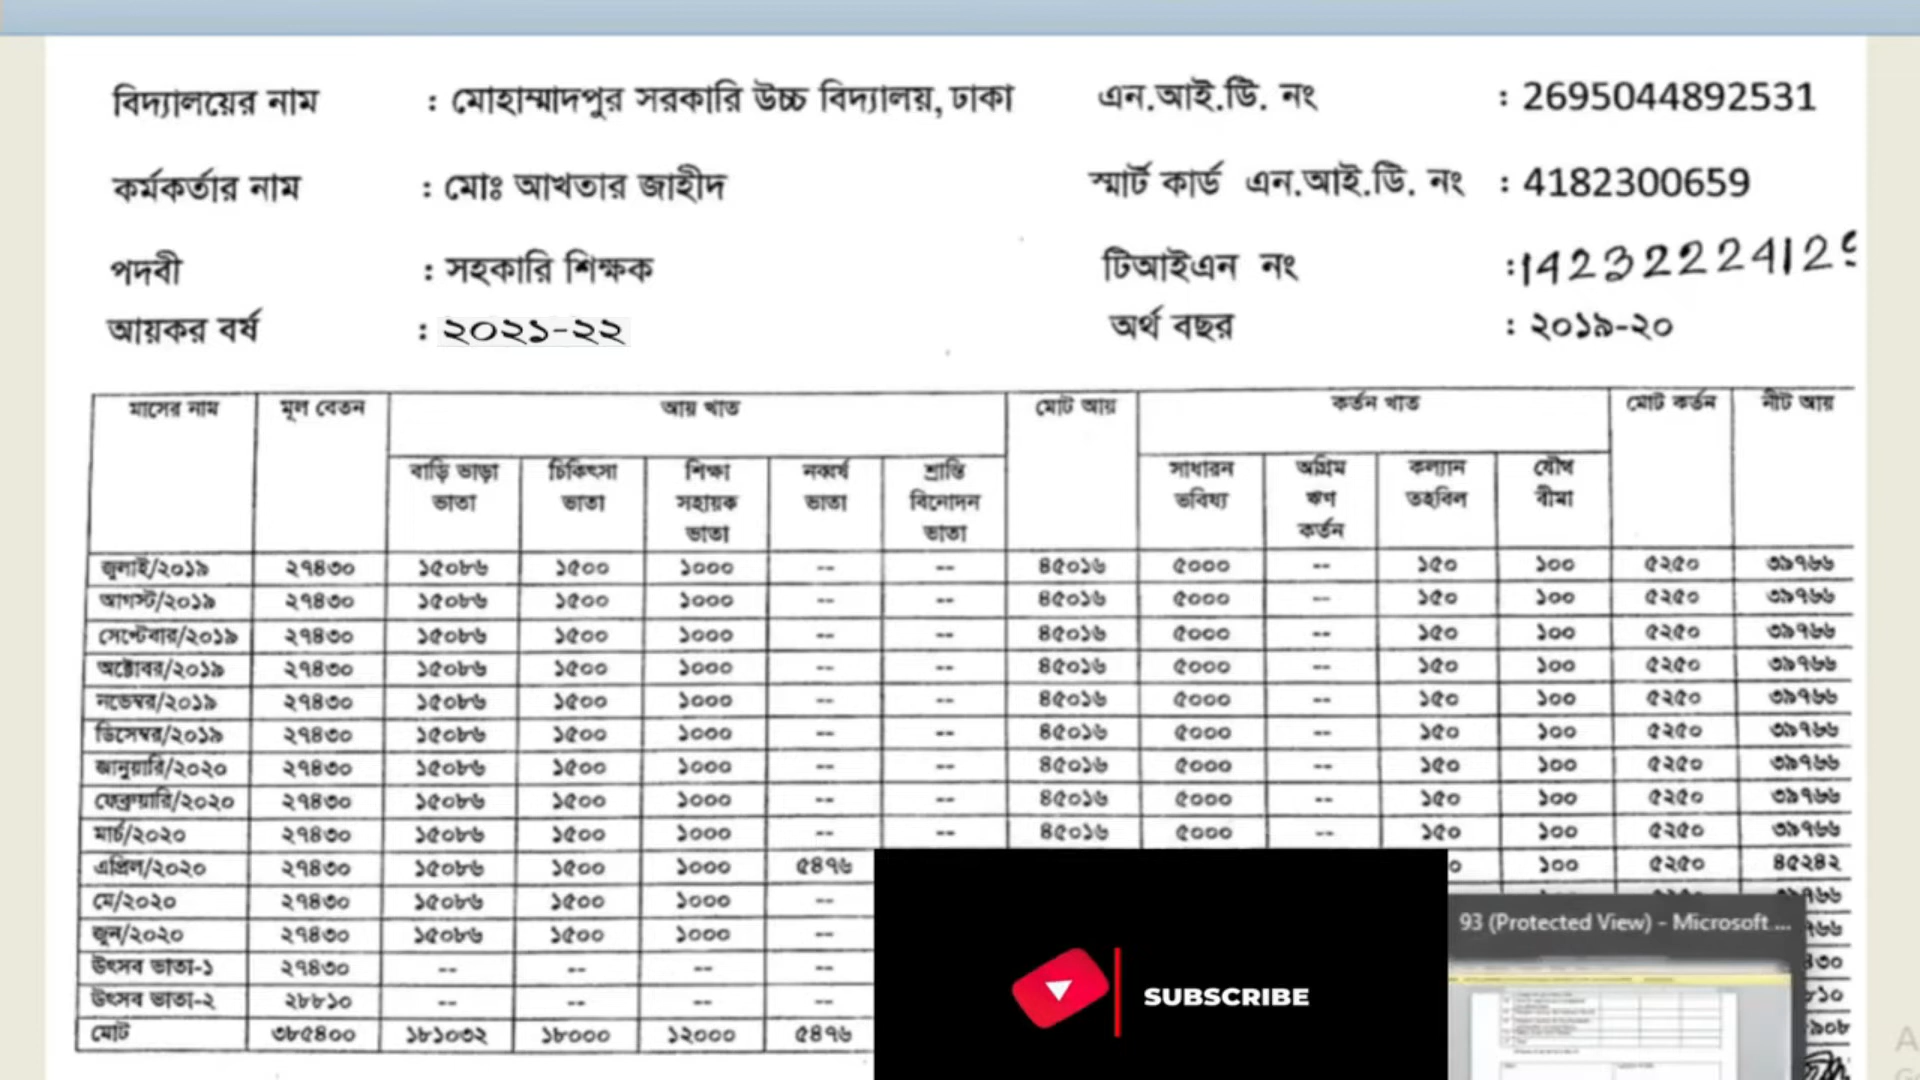 বিদ্যালয়ের নাম : মোহাম্মাদপুর সরকারি উচ্চ বিদ্যালয়, ঢাকা এন.আই.ডি. নং : 2695044892531
কর্মকর্তার নাম : মোঃ আখতার জাহীদ স্মার্ট কার্ড এন.আই.ডি. নং : 4182300659
পদবী : সহকারি শিক্ষক টিআইএন নং :14232222412
আয়কর বর্ষ : ২০২১-২২ অর্থ বছর : ২০১৯-২০
মাসের নাম মূল বেতন আয় খাত মোট আয় কর্তন খাত মোট কর্তন নীট আয়
বাড়ি ভাড়া চিকিৎসা শিক্ষা নব্বর্ষ শ্রান্তি সাধারন অগ্রিম কল্যান যৌথ
ভাতা ভাতা সহায়ক ভাতা বিনোদন ভবিষ্য ঋণ তহবিল বীমা
ভাতা ভাতা কর্তন
জুলাই/২০১৯ ২৭৪৩০ ১৫০৮৬ ১৫০০ ১০০০ -- -- ৪৫০১৬ ৫০০০ -- ১৫০ ১০০ ৫২৫০ ৩৯৭৬৬
আগস্ট/২০১৯ ২৭৪৩০ ১৫০৮৬ ১৫০০ ১০০০ -- -- ৪৫০১৬ ৫০০০ -- ১৫০ ১০০ ৫২৫০ ৩৯৭৬৬
সেপ্টেবার/২০১৯ ২৭৪৩০ ১৫০৮৬ ১৫০০ ১০০০ -- -- ৪৫০১৬ ৫০০০ -- ১৫০ ১০০ ৫২৫০ ৩৯৭৬৬
অক্টোবর/২০১৯ ২৭৪৩০ ১৫০৮৬ ১৫০০ ১০০০ -- -- ৪৫০১৬ ৫০০০ -- ১৫০ ১০০ ৫২৫০ ৩৯৭৬৬
নভেম্বর/২০১৯ ২৭৪৩০ ১৫০৮৬ ১৫০০ ১০০০ -- -- ৪৫০১৬ ৫০০০ -- ১৫০ ১০০ ৫২৫০ ৩৯৭৬৬
ডিসেম্বর/২০১৯ ২৭৪৩০ ১৫০৮৬ ১৫০০ ১০০০ -- -- ৪৫০১৬ ৫০০০ -- ১৫০ ১০০ ৫২৫০ ৩৯৭৬৬
জানুয়ারি/২০২০ ২৭৪৩০ ১৫০৮৬ ১৫০০ ১০০০ -- -- ৪৫০১৬ ৫০০০ -- ১৫০ ১০০ ৫২৫০ ৩৯৭৬৬
ফেব্রুয়ারি/২০২০ ২৭৪৩০ ১৫০৮৬ ১৫০০ ১০০০ -- -- ৪৫০১৬ ৫০০০ -- ১৫০ ১০০ ৫২৫০ ৩৯৭৬৬
মার্চ/২০২০ ২৭৪৩০ ১৫০৮৬ ১৫০০ ১০০০ -- -- ৪৫০১৬ ৫০০০ -- ১৫০ ১০০ ৫২৫০ ৩৯৭৬৬
এপ্রিল/২০২০ ২৭৪৩০ ১৫০৮৬ ১৫০০ ১০০০ ৫৪৭৬ ০ ১০০ ৫২৫০ ৪৫২৪২
মে/২০২০ ২৭৪৩০ ১৫০৮৬ ১৫০০ ১০০০ -- ৭৬৬
জুন/২০২০ ২৭৪৩০ ১৫০৮৬ ১৫০০ ১০০০ -- ৭৬৬
উৎসব ভাতা-১ ২৭৪৩০ -- -- -- -- ৪৩০
উৎসব ভাতা-২ ২৮৮১০ -- -- -- -- ৮১০
মোট ৩৮৫৪০০ ১৮১০৩২ ১৮০০০ ১২০০০ ৫৪৭৬ ৯০৮
93 (Protected View) - Microsoft ...
SUBSCRIBE